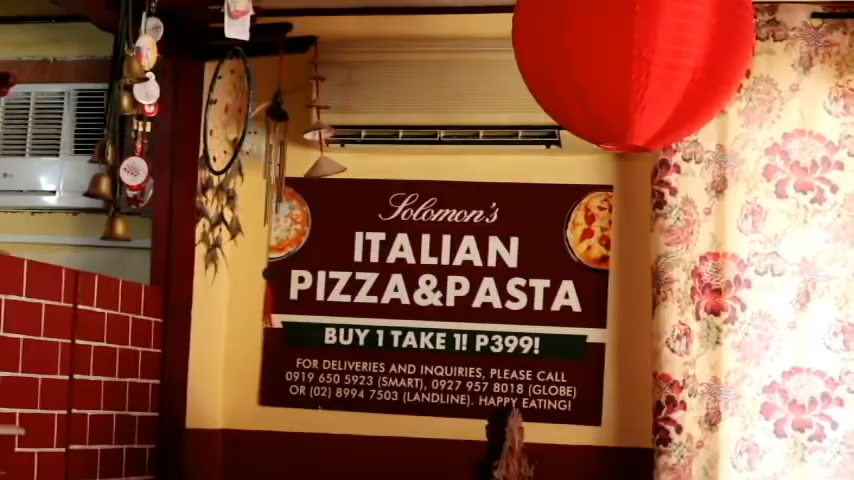 Solomon's
ITALIAN
PIZZA&PASTA
BUY 1 TAKE 1! P399!
FOR DELIVERIES AND INQUIRIES, PLEASE CALL
0919 650 5923 (SMART), 0927 957 8018 (GLOBE)
OR (02) 8994 7503 (LANDLINE). HAPPY EATING!